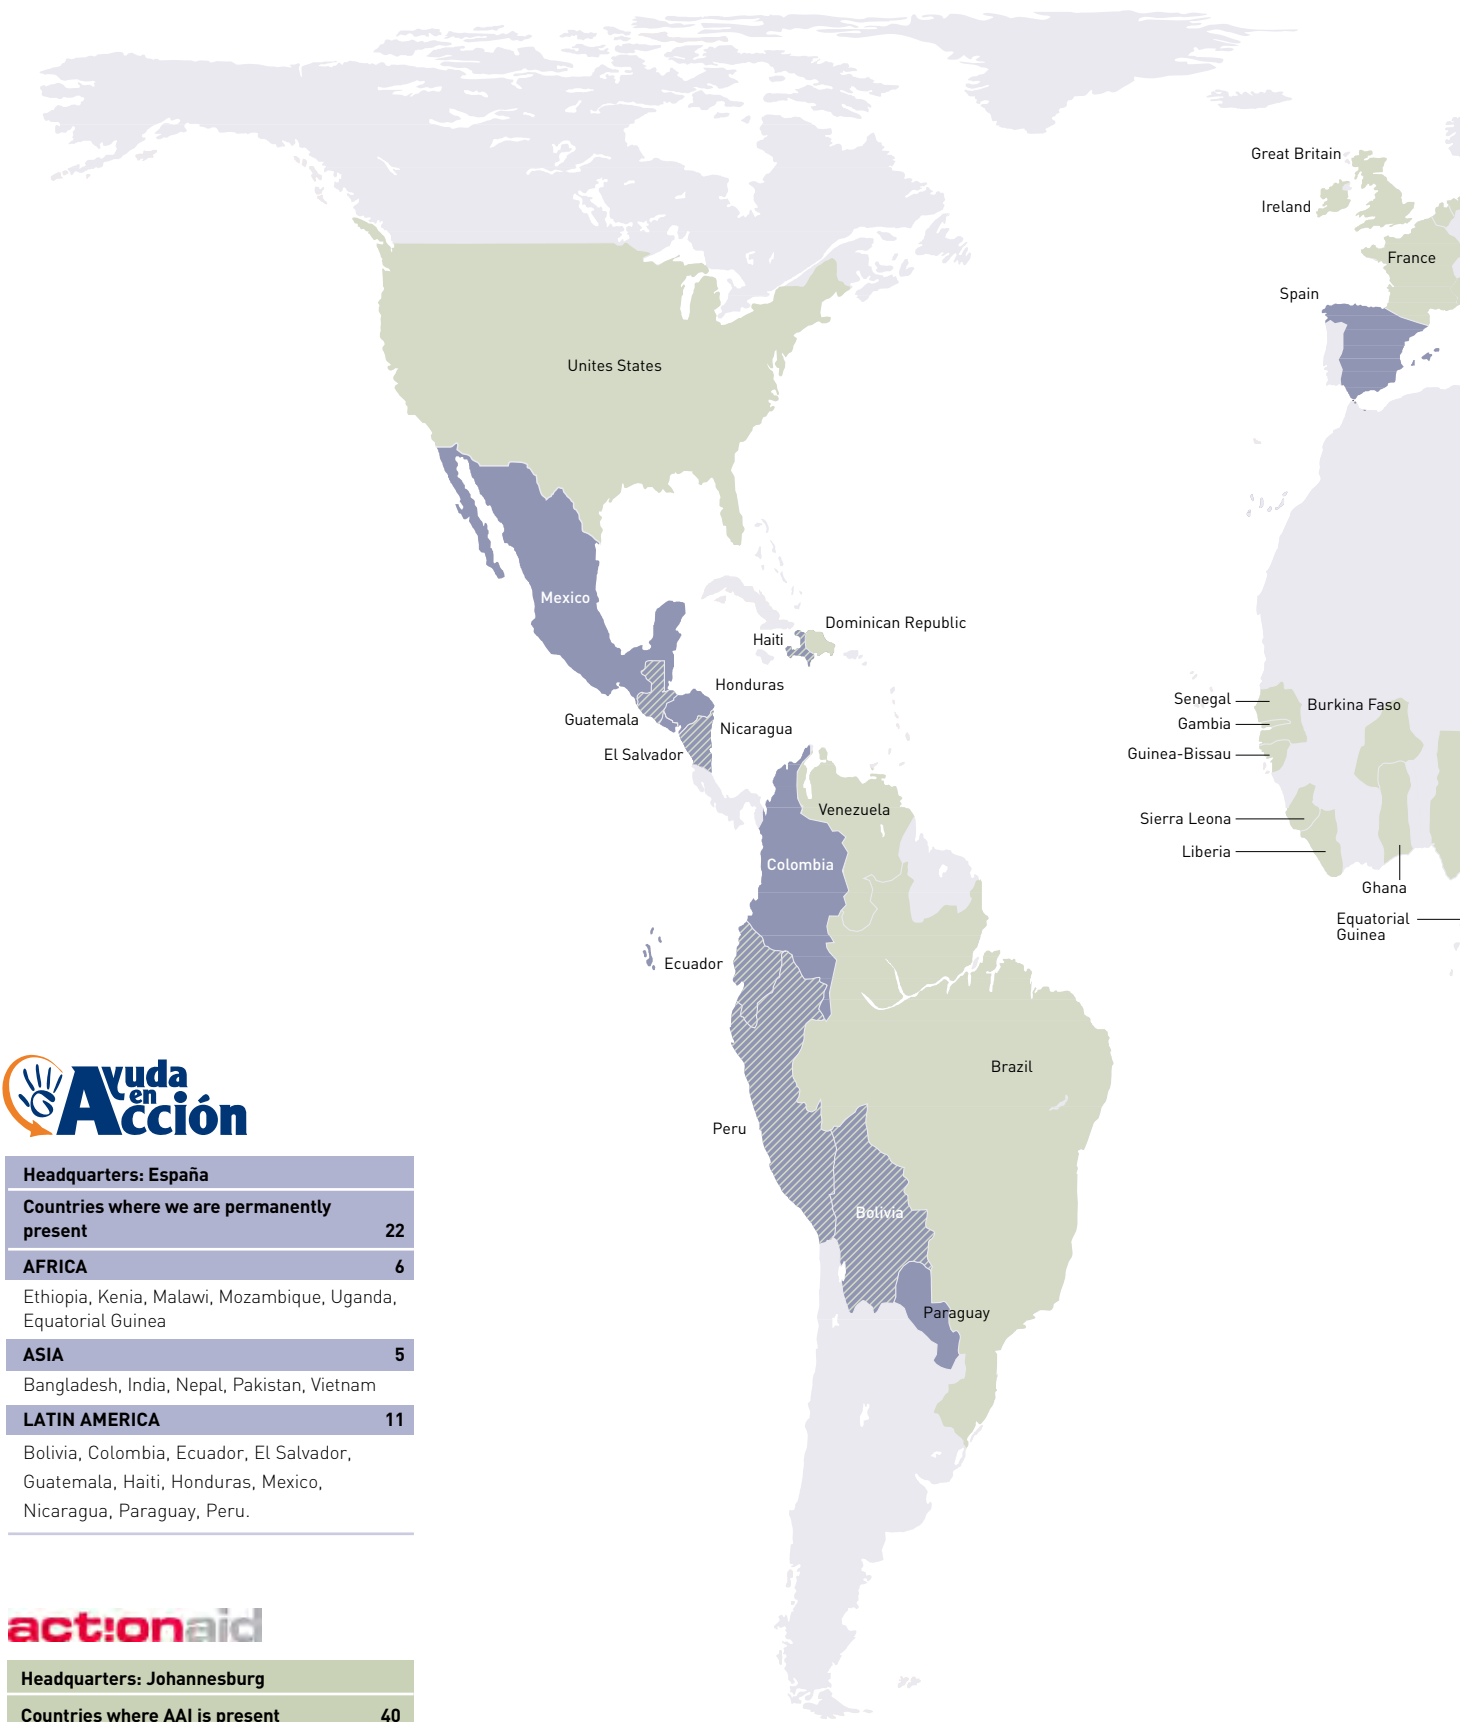 Great Britain
Ireland
France
Spain
Unites States
Mexico
Dominican Republic
Haiti
Honduras
Guatemala
Nicaragua
El Salvador
Senegal
Burkina Faso
Gambia
Guinea-Bissau
Venezuela
Sierra Leona
Liberia
Colombia
Ghana
Equatorial
Guinea
Ecuador
Brazil
Peru
Bolivia
Paraguay
Ayuda
en
Acción
Headquarters: España
Countries where we are permanently
present 22
AFRICA 6
Ethiopia, Kenia, Malawi, Mozambique, Uganda,
Equatorial Guinea
ASIA 5
Bangladesh, India, Nepal, Pakistan, Vietnam
LATIN AMERICA 11
Bolivia, Colombia, Ecuador, El Salvador,
Guatemala, Haiti, Honduras, Mexico,
Nicaragua, Paraguay, Peru.
act!onaid
Headquarters: Johannesburg
Countries where AAI is present 40